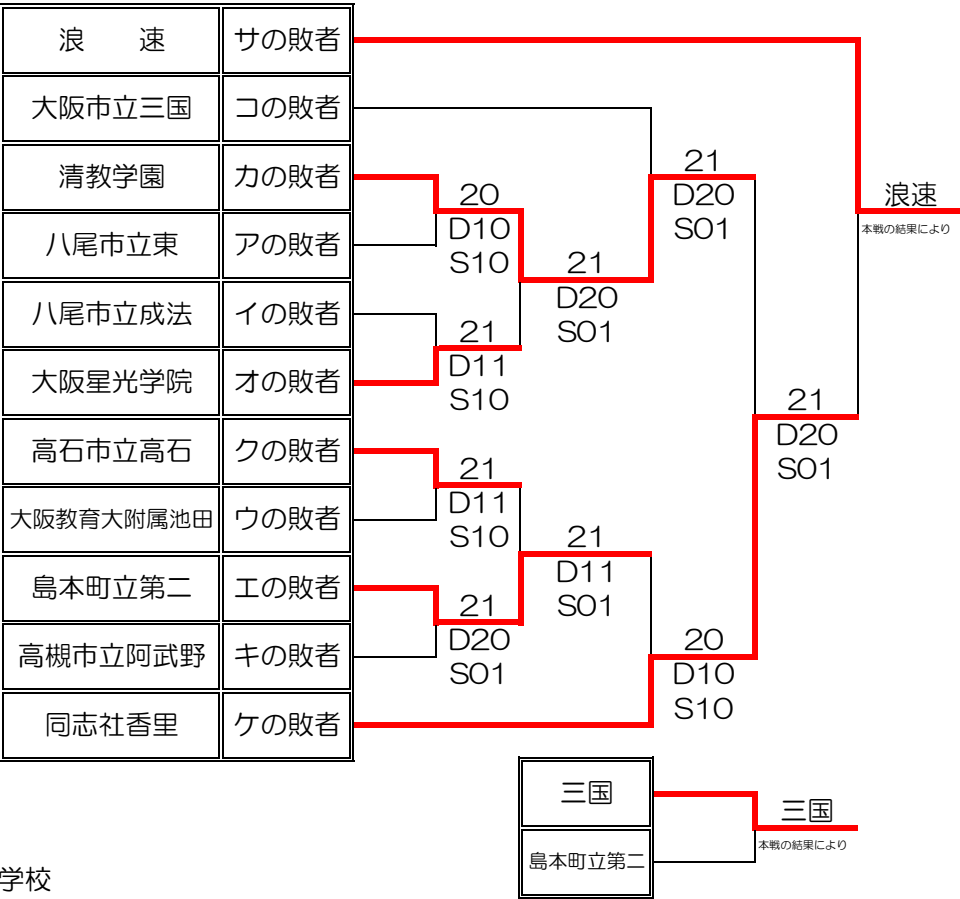 浪　速 サの敗者
大阪市立三国 コの敗者
清教学園 カの敗者
八尾市立東 アの敗者
八尾市立成法 イの敗者
大阪星光学院 オの敗者
高石市立高石 クの敗者
大阪教育大附属池田 ウの敗者
島本町立第二 エの敗者
高槻市立阿武野 キの敗者
同志社香里 ケの敗者
20
D10
S10
21
D11
S10
21
D11
S10
21
D20
S01
21
D20
S01
21
D11
S01
21
D20
S01
20
D10
S10
21
D20
S01
浪速
本戦の結果により
三国
島本町立第二
三国
本戦の結果により
学校